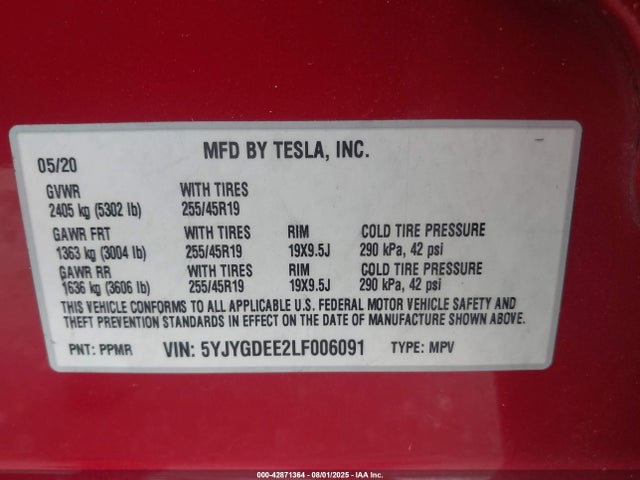 MFD BY TESLA, INC.
05/20
GVWR WITH TIRES
2405 kg (5302 lb) 255/45R19
GAWR FRT WITH TIRES RIM COLD TIRE PRESSURE
1363 kg (3004 lb) 255/45R19 19X9.5J 290 kPa, 42 psi
GAWR RR WITH TIRES RIM COLD TIRE PRESSURE
1636 kg (3606 lb) 255/45R19 19X9.5J 290 kPa, 42 psi
THIS VEHICLE CONFORMS TO ALL APPLICABLE U.S. FEDERAL MOTOR VEHICLE SAFETY AND
THEFT PREVENTION STANDARDS IN EFFECT ON THE DATE OF MANUFACTURE SHOWN ABOVE.
PNT: PPMR VIN: 5YJYGDEE2LF006091 TYPE: MPV
000-42871364 - 08/01/2025 - IAA Inc.